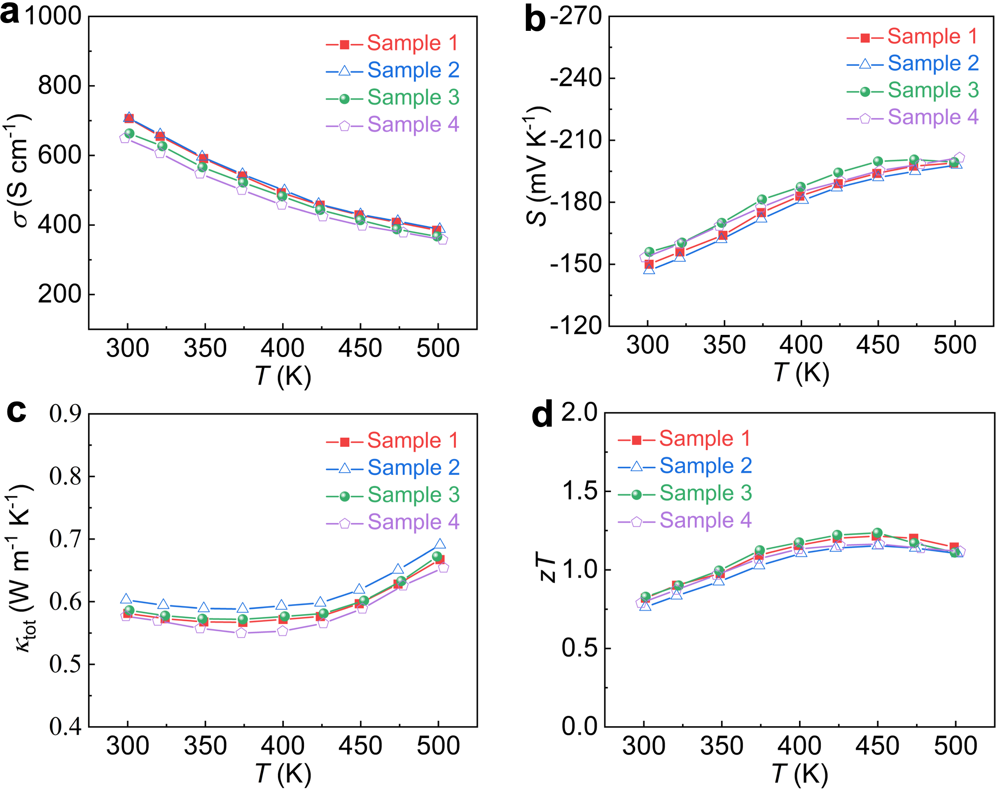 a
1000
800
600
400
200
σ (S cm-1)
Sample 1
Sample 2
Sample 3
Sample 4
300 350 400 450 500
T (K)
b
-270
-240
-210
-180
-150
-120
S (mV K-1)
Sample 1
Sample 2
Sample 3
Sample 4
300 350 400 450 500
T (K)
c
0.9
0.8
0.7
0.6
0.5
0.4
κtot (W m-1 K-1)
Sample 1
Sample 2
Sample 3
Sample 4
300 350 400 450 500
T (K)
d
2.0
1.5
1.0
0.5
0.0
zT
Sample 1
Sample 2
Sample 3
Sample 4
300 350 400 450 500
T (K)